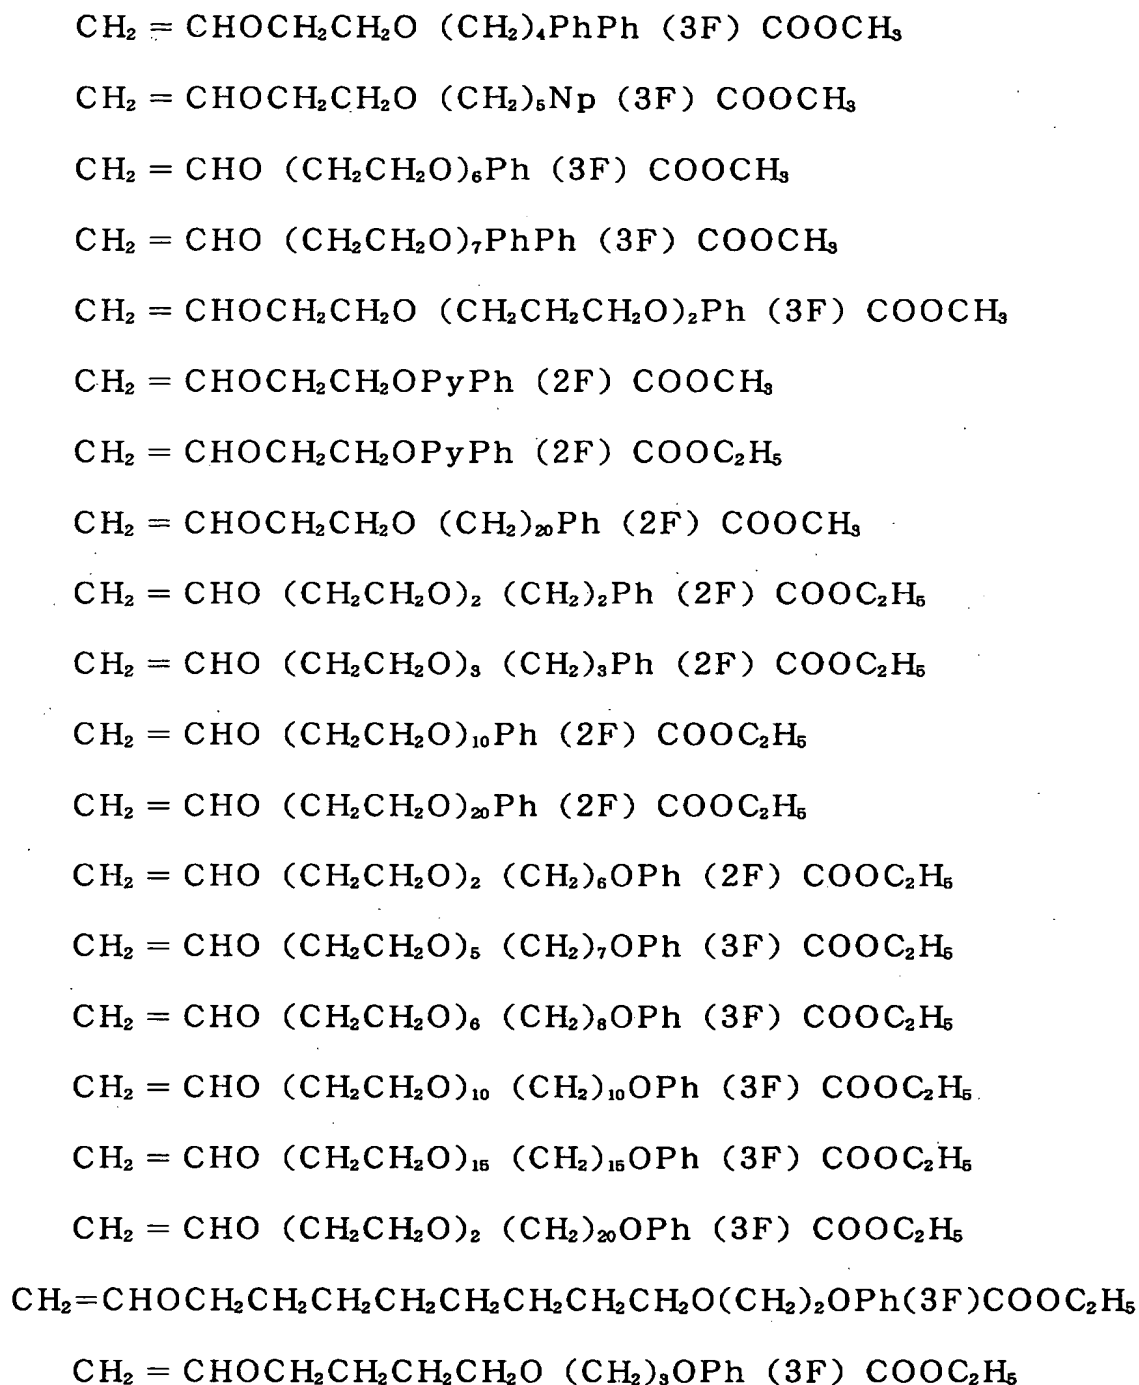 CH₂ = CHOCH₂CH₂O (CH₂)₄PhPh (3F) COOCH₃
CH₂ = CHOCH₂CH₂O (CH₂)₅Np (3F) COOCH₃
CH₂ = CHO (CH₂CH₂O)₆Ph (3F) COOCH₃
CH₂ = CHO (CH₂CH₂O)₇PhPh (3F) COOCH₃
CH₂ = CHOCH₂CH₂O (CH₂CH₂CH₂O)₂Ph (3F) COOCH₃
CH₂ = CHOCH₂CH₂OPyPh (2F) COOCH₃
CH₂ = CHOCH₂CH₂OPyPh (2F) COOC₂H₅
CH₂ = CHOCH₂CH₂O (CH₂)₂₀Ph (2F) COOCH₃
CH₂ = CHO (CH₂CH₂O)₂ (CH₂)₂Ph (2F) COOC₂H₅
CH₂ = CHO (CH₂CH₂O)₃ (CH₂)₃Ph (2F) COOC₂H₅
CH₂ = CHO (CH₂CH₂O)₁₀Ph (2F) COOC₂H₅
CH₂ = CHO (CH₂CH₂O)₂₀Ph (2F) COOC₂H₅
CH₂ = CHO (CH₂CH₂O)₂ (CH₂)₆OPh (2F) COOC₂H₅
CH₂ = CHO (CH₂CH₂O)₅ (CH₂)₇OPh (3F) COOC₂H₅
CH₂ = CHO (CH₂CH₂O)₆ (CH₂)₈OPh (3F) COOC₂H₅
CH₂ = CHO (CH₂CH₂O)₁₀ (CH₂)₁₀OPh (3F) COOC₂H₅
CH₂ = CHO (CH₂CH₂O)₁₅ (CH₂)₁₅OPh (3F) COOC₂H₅
CH₂ = CHO (CH₂CH₂O)₂ (CH₂)₂₀OPh (3F) COOC₂H₅
CH₂=CHOCH₂CH₂CH₂CH₂CH₂CH₂CH₂CH₂O(CH₂)₂OPh(3F)COOC₂H₅
CH₂ = CHOCH₂CH₂CH₂CH₂O (CH₂)₃OPh (3F) COOC₂H₅